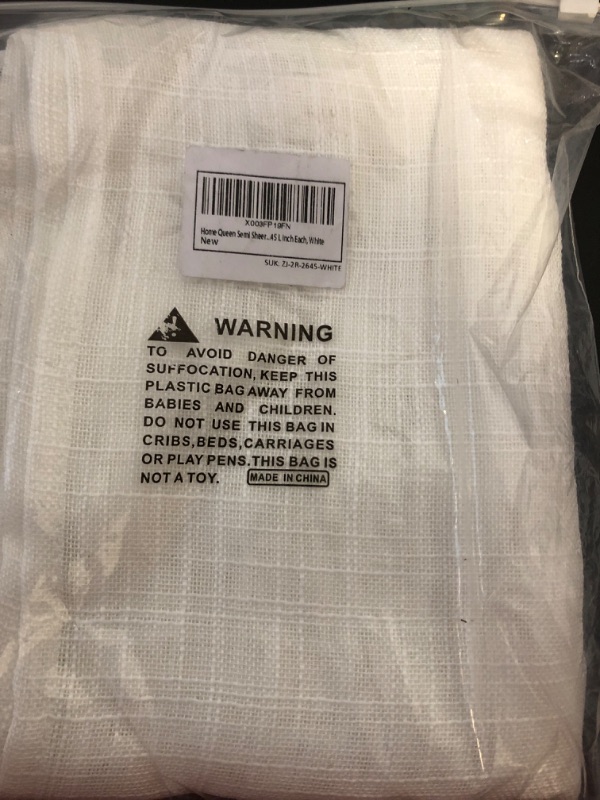 X000FP10FN
Home Queen Semi Sheer...45 L Inch Each, White
New
SUK: ZJ-2R-2645-WHITE
WARNING
TO AVOID DANGER OF
SUFFOCATION, KEEP THIS
PLASTIC BAG AWAY FROM
BABIES AND CHILDREN.
DO NOT USE THIS BAG IN
CRIBS,BEDS,CARRIAGES
OR PLAY PENS.THIS BAG IS
NOT A TOY. MADE IN CHINA